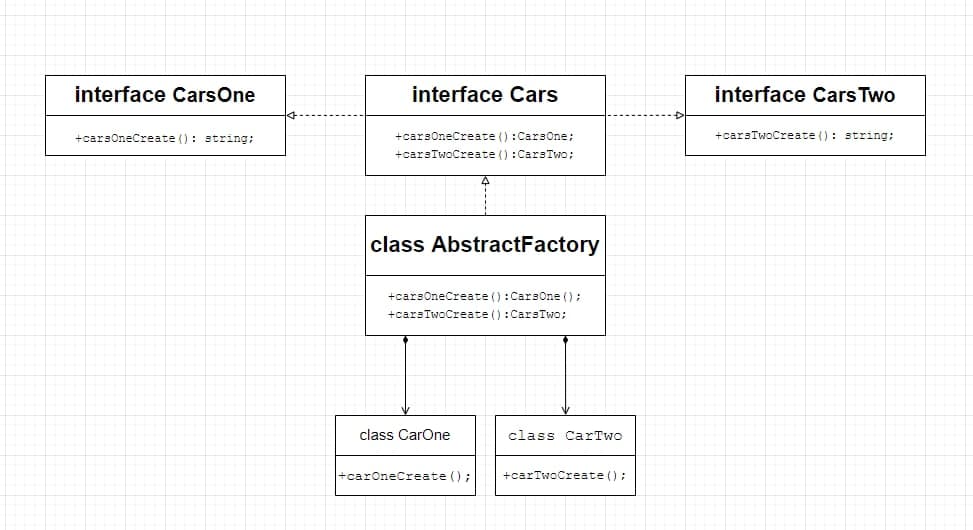 interface CarsOne
+carsOneCreate(): string;
interface Cars
+carsOneCreate():CarsOne;
+carsTwoCreate():CarsTwo;
interface CarsTwo
+carsTwoCreate(): string;
class AbstractFactory
+carsOneCreate():CarsOne();
+carsTwoCreate():CarsTwo;
class CarOne
+carOneCreate();
class CarTwo
+carTwoCreate();